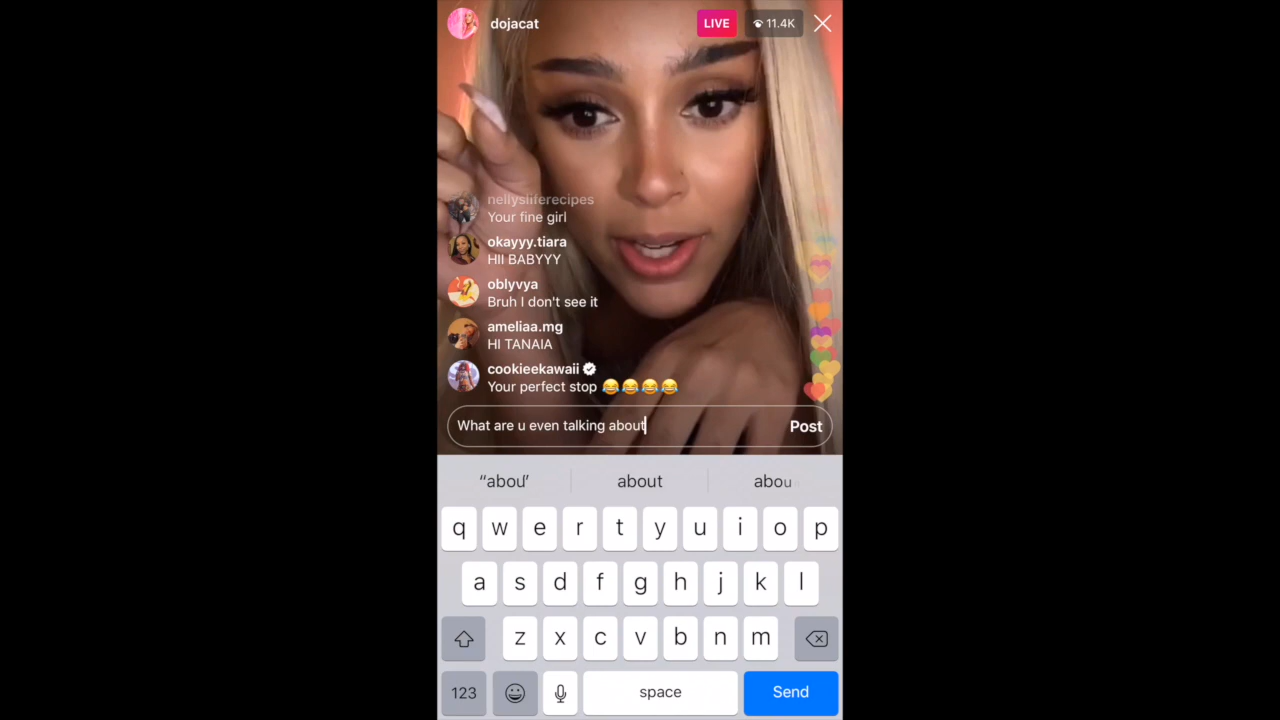 dojacat
LIVE
11.4K
nellysliferecipes
Your fine girl
okayyy.tiara
HII BABYYY
oblyvya
Bruh I don't see it
ameliaa.mg
HI TANAIA
cookieekawaii
Your perfect stop 😂😂😂😂
What are u even talking about
Post
“abou” about abou
q w e r t y u i o p
a s d f g h j k l
z x c v b n m
123 space Send